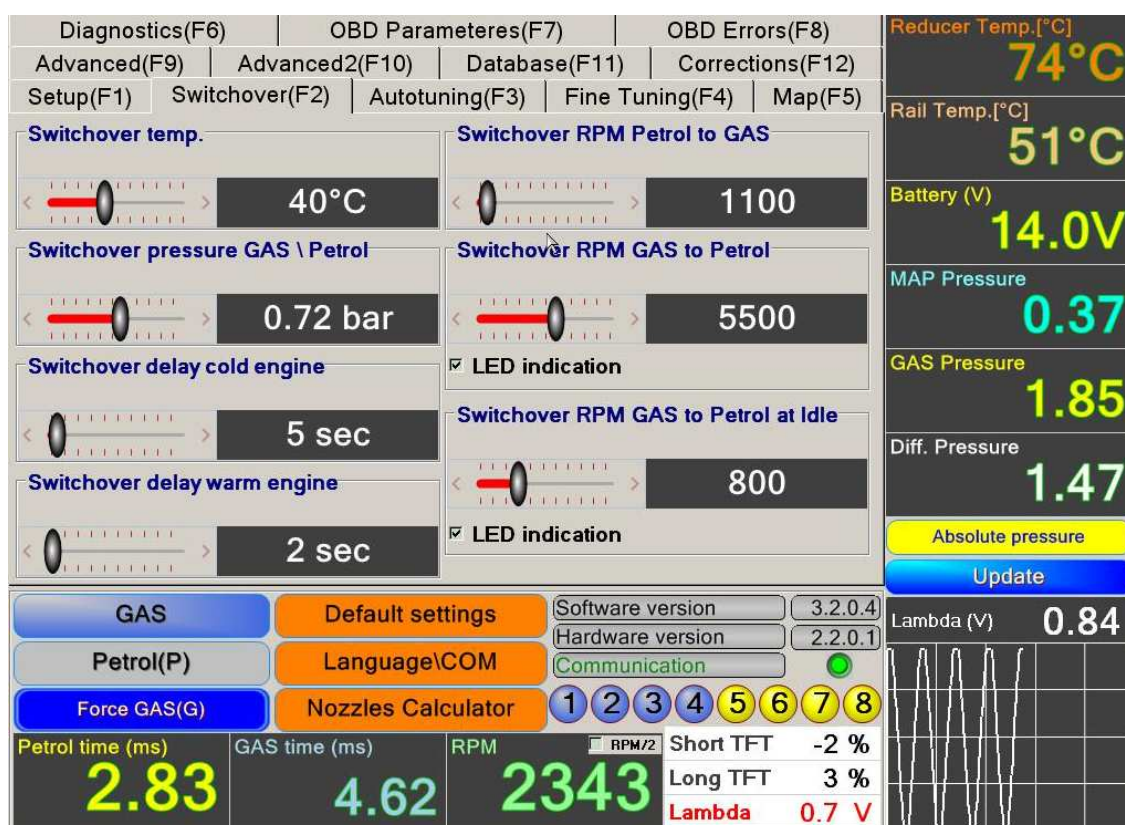 Diagnostics(F6) OBD Parameteres(F7) OBD Errors(F8)
Advanced(F9) Advanced2(F10) Database(F11) Corrections(F12)
Setup(F1) Switchover(F2) Autotuning(F3) Fine Tuning(F4) Map(F5)
Switchover temp.
40°C
Switchover pressure GAS \ Petrol
0.72 bar
Switchover delay cold engine
5 sec
Switchover delay warm engine
2 sec
Switchover RPM Petrol to GAS
1100
Switchover RPM GAS to Petrol
5500
LED indication
Switchover RPM GAS to Petrol at Idle
800
LED indication
Reducer Temp.[°C]
74°C
Rail Temp.[°C]
51°C
Battery (V)
14.0V
MAP Pressure
0.37
GAS Pressure
1.85
Diff. Pressure
1.47
Absolute pressure
Update
Lambda (V) 0.84
GAS
Petrol(P)
Force GAS(G)
Default settings
Language\COM
Nozzles Calculator
Software version 3.2.0.4
Hardware version 2.2.0.1
Communication
1 2 3 4 5 6 7 8
Petrol time (ms)
2.83
GAS time (ms)
4.62
RPM RPM/2
2343
Short TFT -2 %
Long TFT 3 %
Lambda 0.7 V